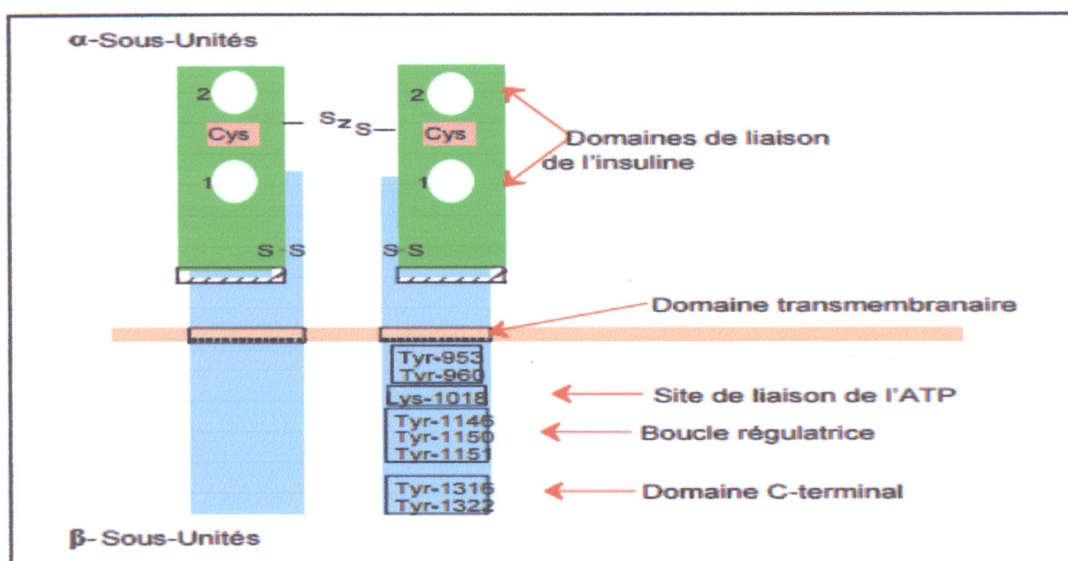 α-Sous-Unités
2
2
Cys
S
S
Cys
Domaines de liaison
de l'insuline
1
1
S-S
S-S
Domaine transmembranaire
Tyr-953
Tyr-960
Lys-1018
Site de liaison de l'ATP
Tyr-1146
Tyr-1150
Tyr-1151
Boucle régulatrice
Tyr-1316
Tyr-1322
Domaine C-terminal
β- Sous-Unités